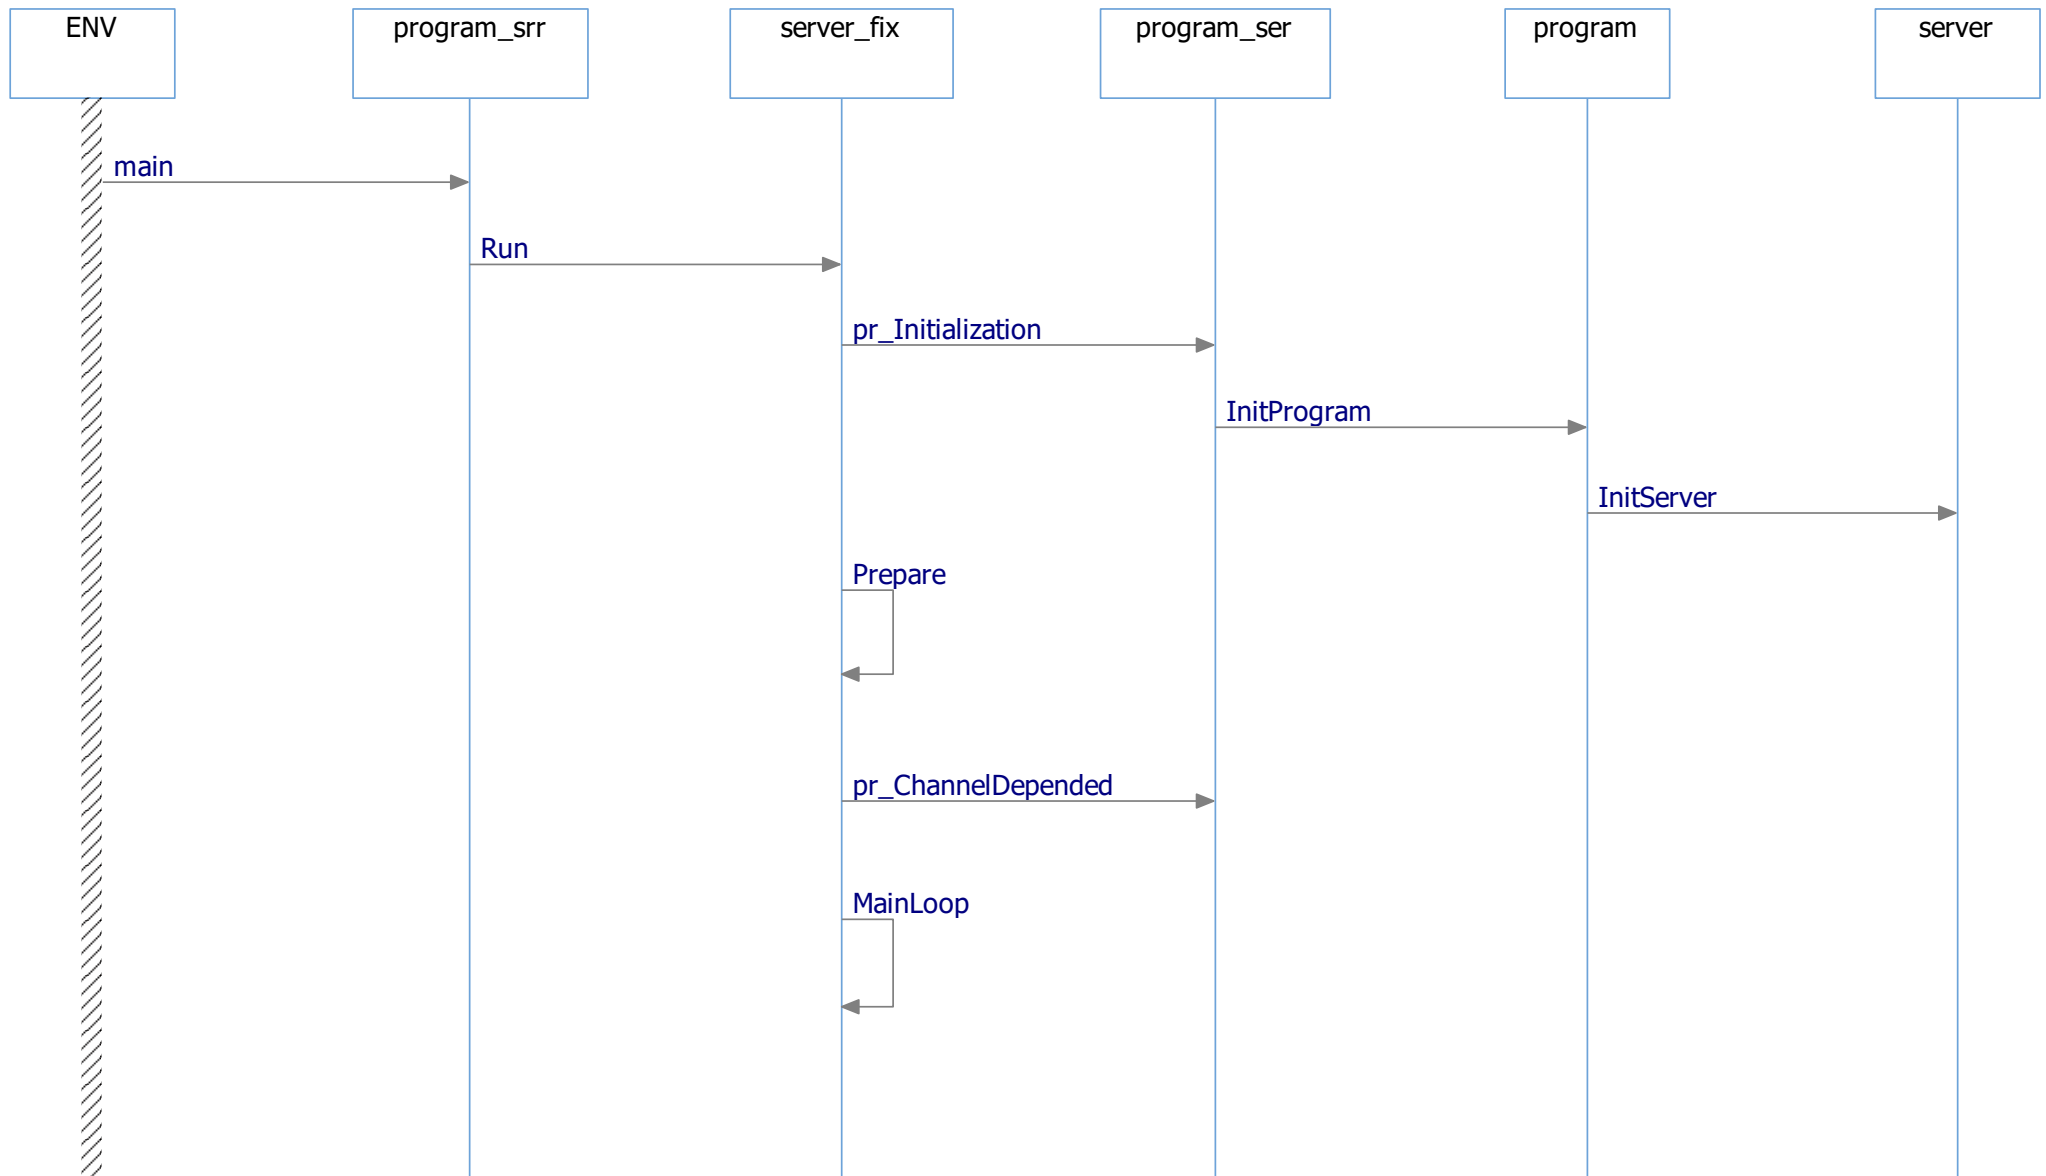 ENV
program_srr
server_fix
program_ser
program
server
main
Run
pr_Initialization
InitProgram
InitServer
Prepare
pr_ChannelDepended
MainLoop